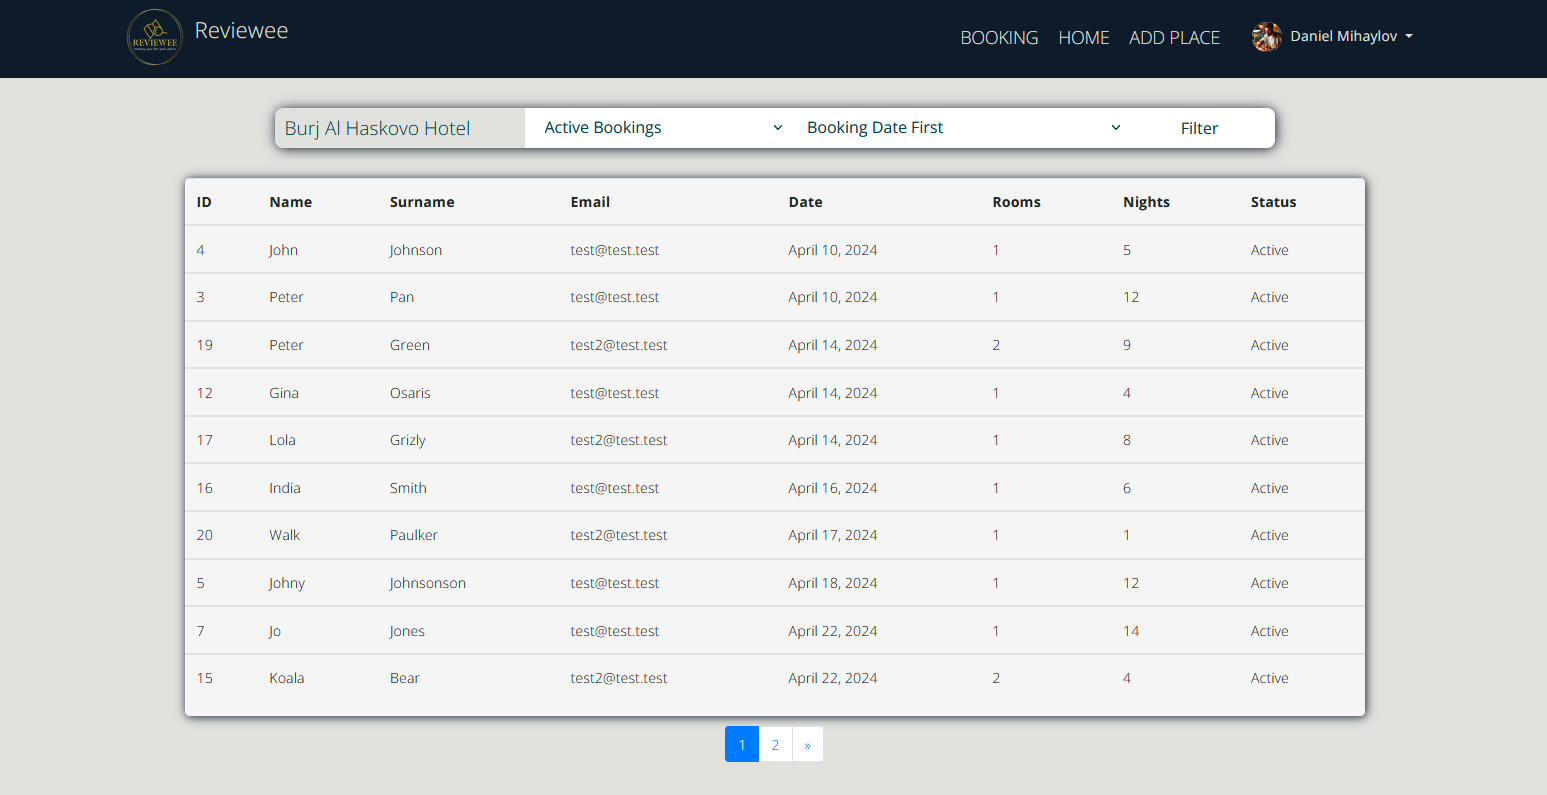 REVIEWEE
Reviewee
BOOKING HOME ADD PLACE Daniel Mihaylov
Burj Al Haskovo Hotel Active Bookings Booking Date First Filter
ID Name Surname Email Date Rooms Nights Status
4 John Johnson test@test.test April 10, 2024 1 5 Active
3 Peter Pan test@test.test April 10, 2024 1 12 Active
19 Peter Green test2@test.test April 14, 2024 2 9 Active
12 Gina Osaris test@test.test April 14, 2024 1 4 Active
17 Lola Grizly test2@test.test April 14, 2024 1 8 Active
16 India Smith test@test.test April 16, 2024 1 6 Active
20 Walk Paulker test2@test.test April 17, 2024 1 1 Active
5 Johny Johnsonson test@test.test April 18, 2024 1 12 Active
7 Jo Jones test@test.test April 22, 2024 1 14 Active
15 Koala Bear test2@test.test April 22, 2024 2 4 Active
1 2 »